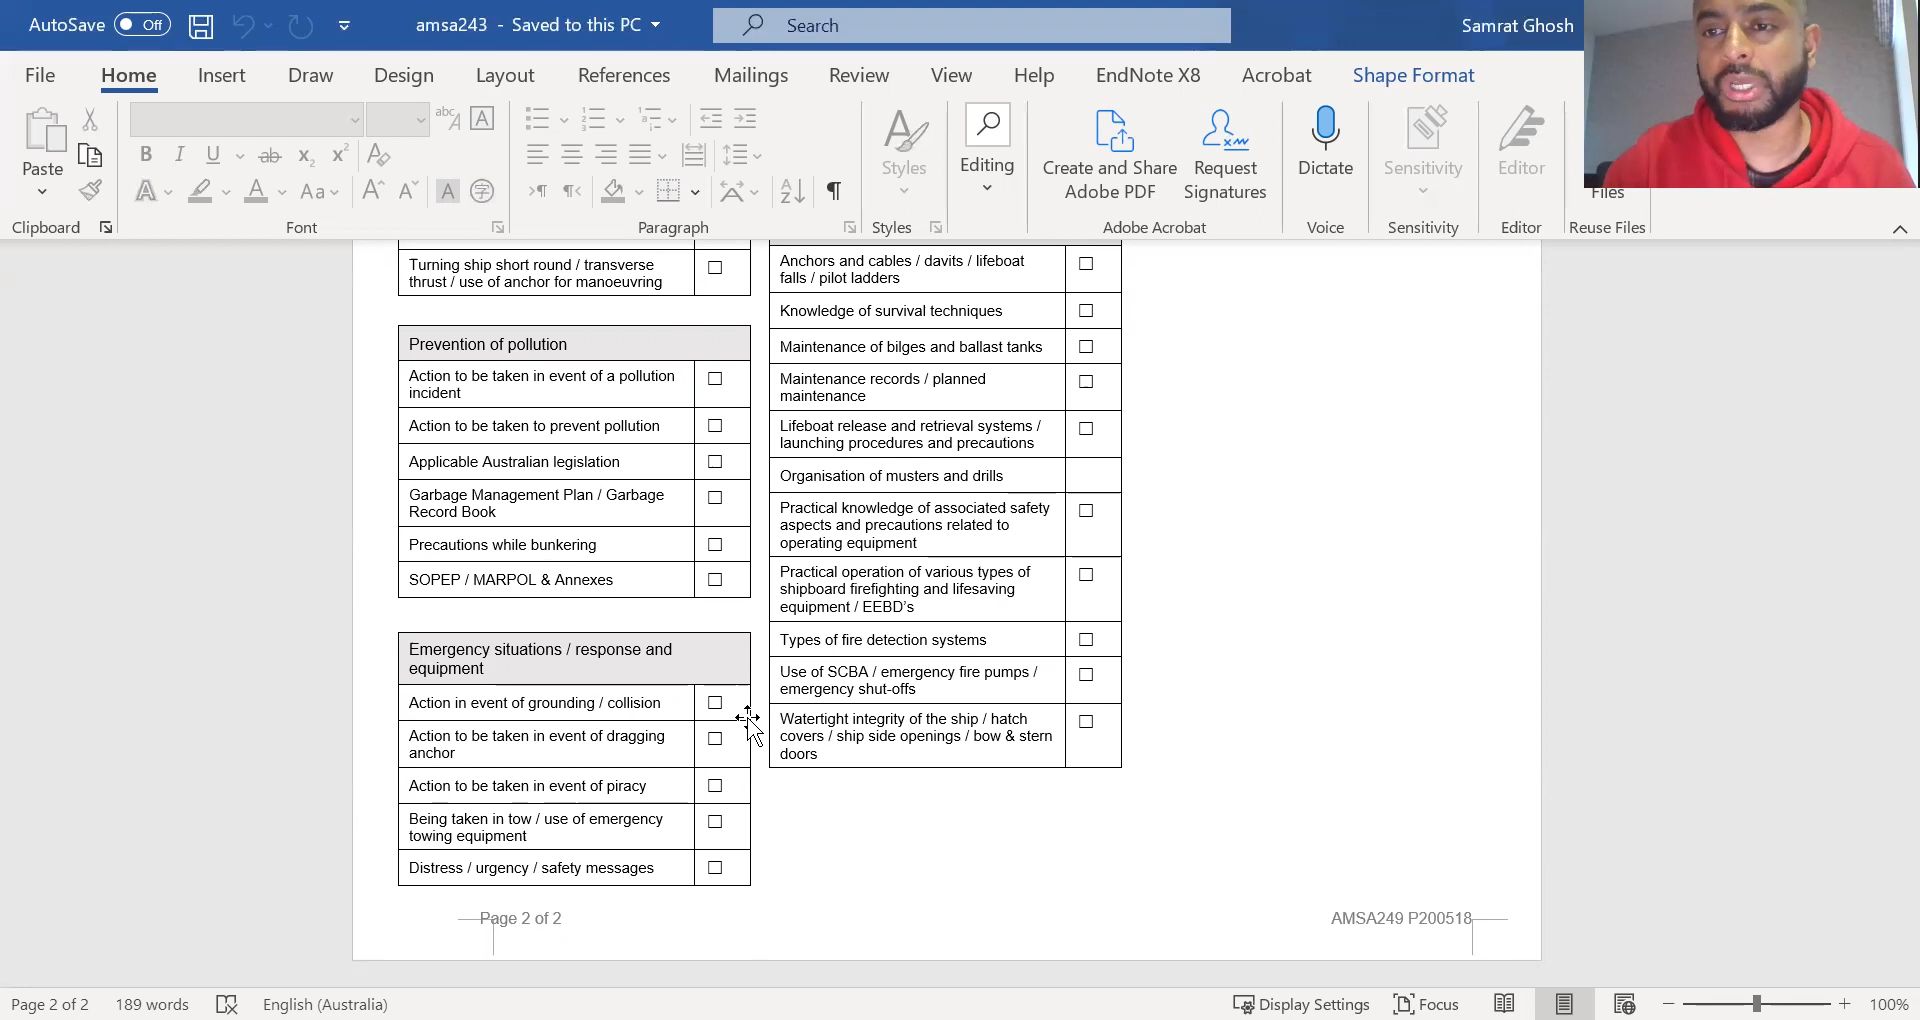 AutoSave Off
amsa243 - Saved to this PC
Search
Samrat Ghosh
File Home Insert Draw Design Layout References Mailings Review View Help EndNote X8 Acrobat Shape Format
Paste
Clipboard
abc A A
B I U ab x2 x2 A
A A Aa A A A 字
Font
Paragraph
Styles
Styles
Editing
Create and Share
Adobe PDF
Request
Signatures
Adobe Acrobat
Dictate
Voice
Sensitivity
Sensitivity
Editor
Editor
Files
Reuse Files
Turning ship short round / transverse
thrust / use of anchor for manoeuvring
Prevention of pollution
Action to be taken in event of a pollution
incident
Action to be taken to prevent pollution
Applicable Australian legislation
Garbage Management Plan / Garbage
Record Book
Precautions while bunkering
SOPEP / MARPOL & Annexes
Emergency situations / response and
equipment
Action in event of grounding / collision
Action to be taken in event of dragging
anchor
Action to be taken in event of piracy
Being taken in tow / use of emergency
towing equipment
Distress / urgency / safety messages
Anchors and cables / davits / lifeboat
falls / pilot ladders
Knowledge of survival techniques
Maintenance of bilges and ballast tanks
Maintenance records / planned
maintenance
Lifeboat release and retrieval systems /
launching procedures and precautions
Organisation of musters and drills
Practical knowledge of associated safety
aspects and precautions related to
operating equipment
Practical operation of various types of
shipboard firefighting and lifesaving
equipment / EEBD's
Types of fire detection systems
Use of SCBA / emergency fire pumps /
emergency shut-offs
Watertight integrity of the ship / hatch
covers / ship side openings / bow & stern
doors
Page 2 of 2
AMSA249 P200518
Page 2 of 2 189 words English (Australia) Display Settings Focus 100%